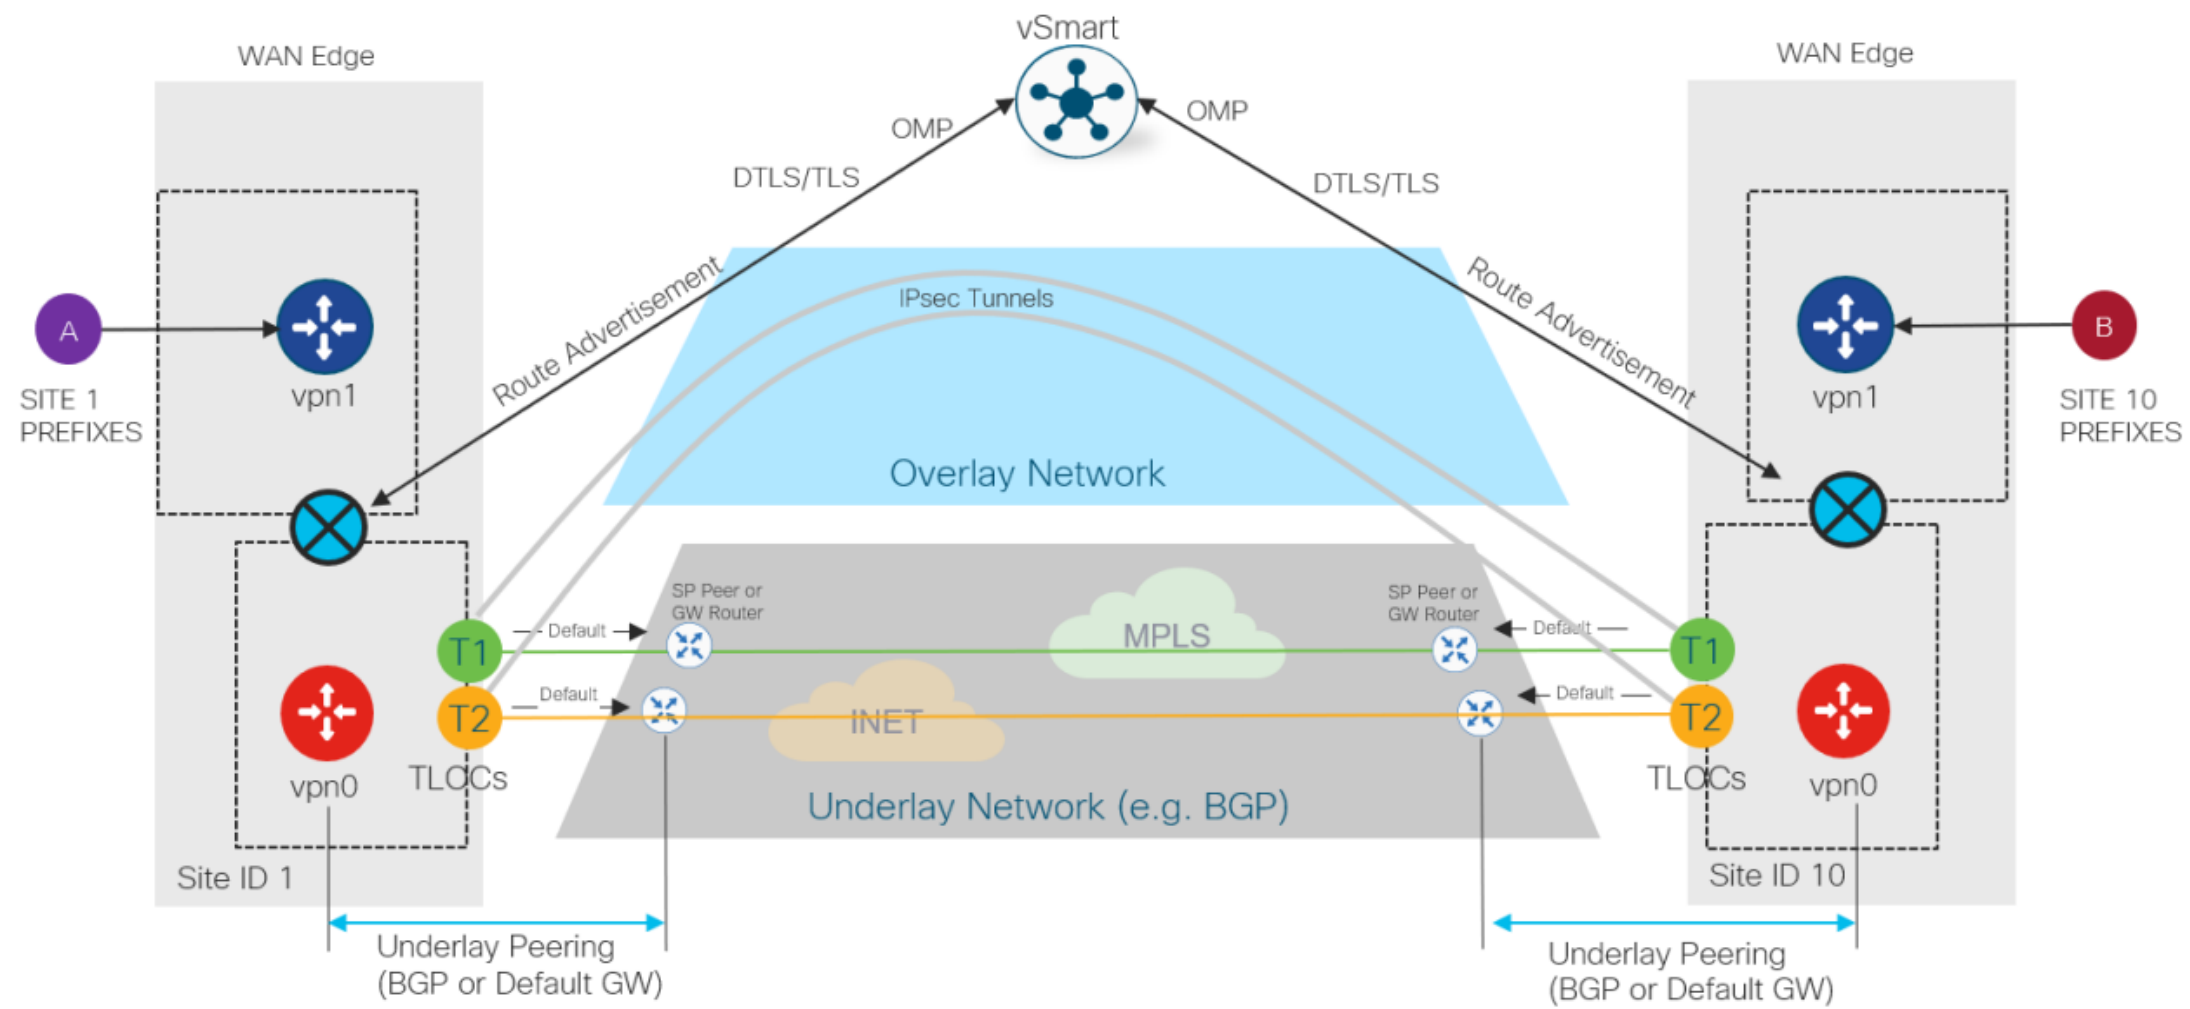 vSmart
WAN Edge
WAN Edge
OMP
OMP
DTLS/TLS
DTLS/TLS
Route Advertisement
Route Advertisement
IPsec Tunnels
A
B
vpn1
vpn1
SITE 1
PREFIXES
SITE 10
PREFIXES
Overlay Network
SP Peer or
GW Router
SP Peer or
GW Router
T1
Default
MPLS
Default
T1
T2
Default
INET
Default
T2
TLOCs
TLOCs
vpn0
vpn0
Underlay Network (e.g. BGP)
Site ID 1
Site ID 10
Underlay Peering
(BGP or Default GW)
Underlay Peering
(BGP or Default GW)